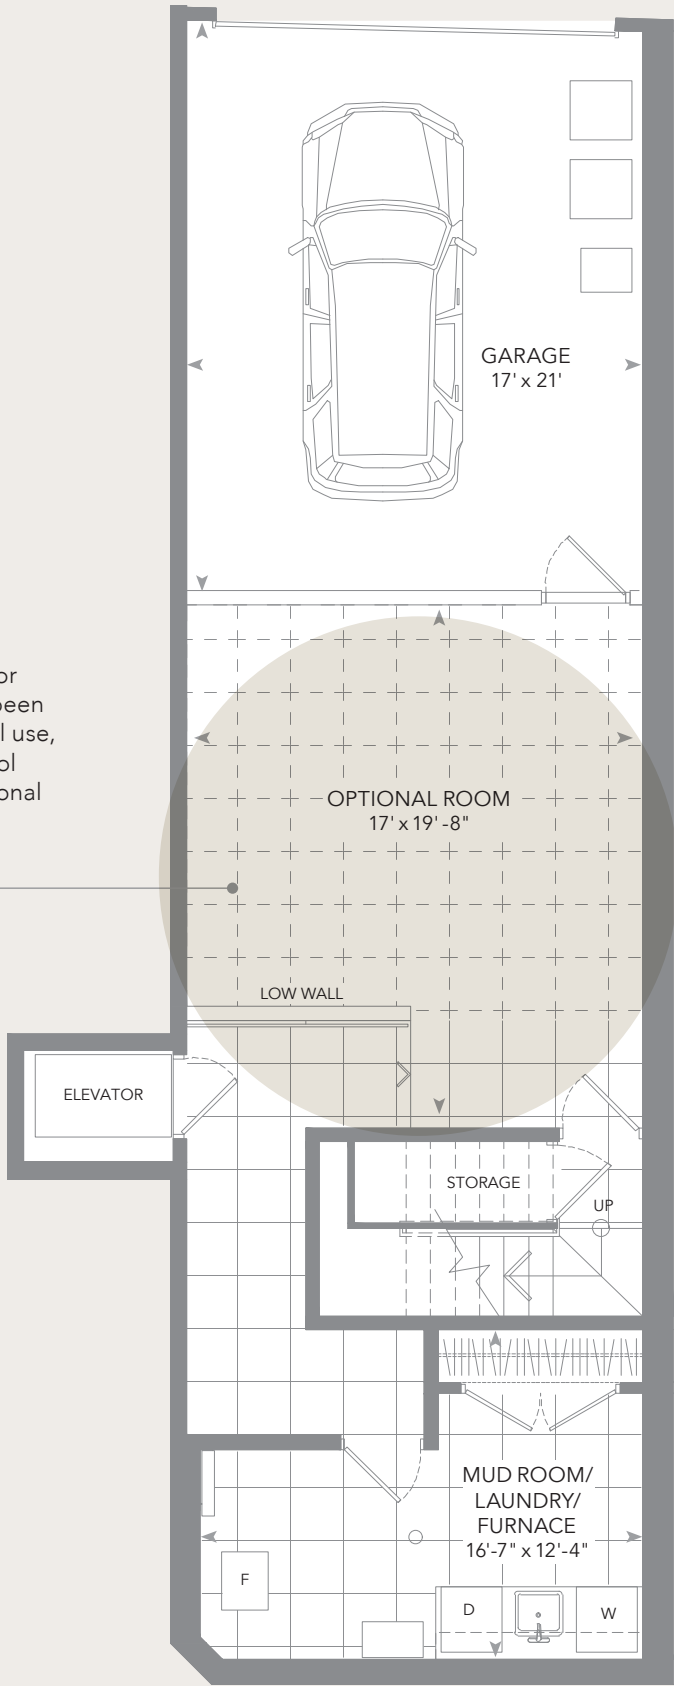 GARAGE
17' x 21'
or
een
l use,
ol
onal
OPTIONAL ROOM
17' x 19' -8"
LOW WALL
ELEVATOR
STORAGE
UP
MUD ROOM/
LAUNDRY/
FURNACE
16'-7" x 12'-4"
F
D
W